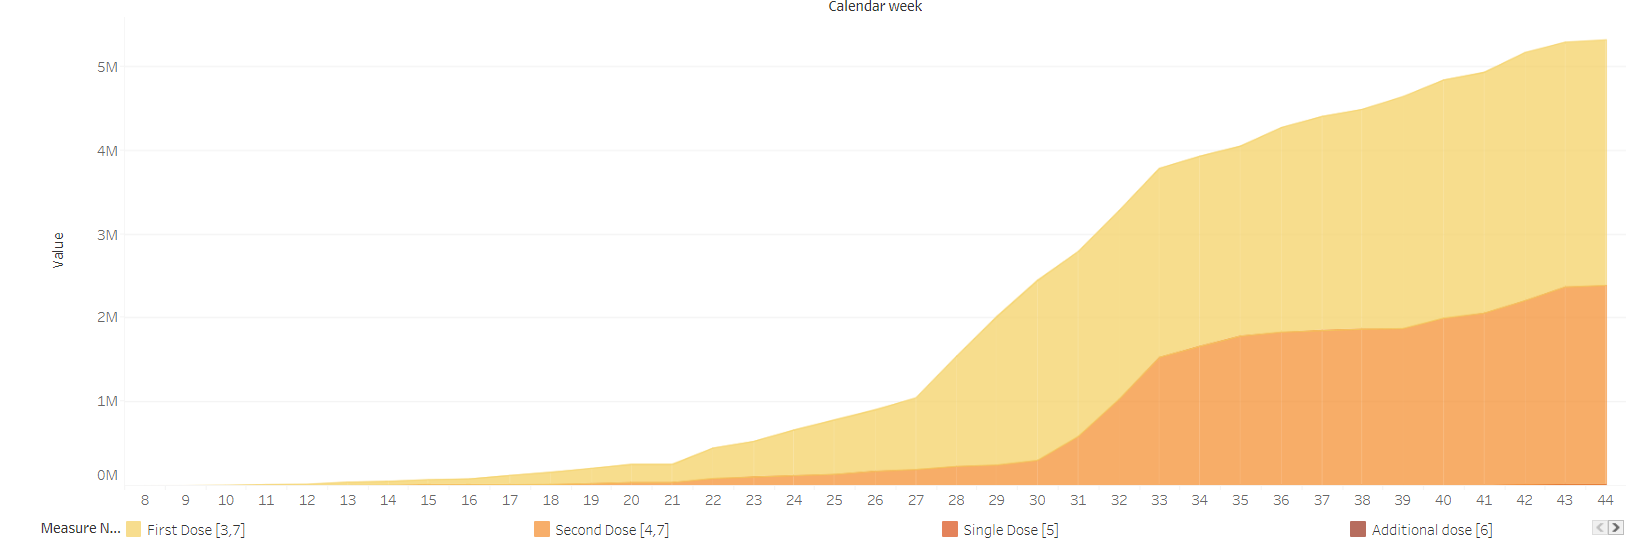 Calendar week
Value
5M
4M
3M
2M
1M
0M
8 9 10 11 12 13 14 15 16 17 18 19 20 21 22 23 24 25 26 27 28 29 30 31 32 33 34 35 36 37 38 39 40 41 42 43 44
Measure N... First Dose [3,7] Second Dose [4,7] Single Dose [5] Additional dose [6]